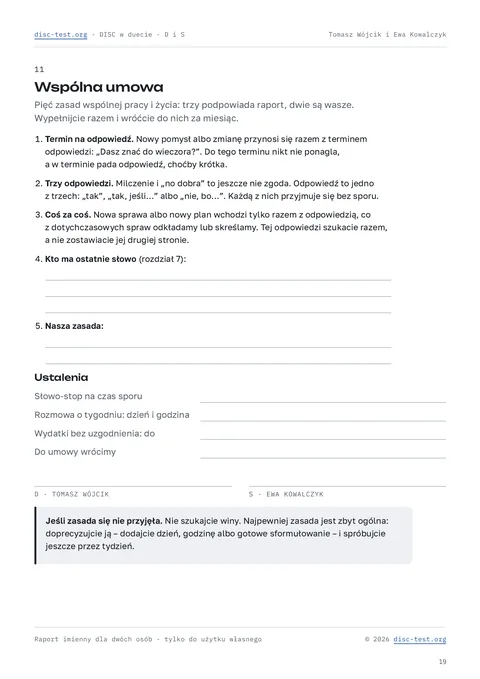 disc-test.org · DISC w duecie · D i S
Tomasz Wójcik i Ewa Kowalczyk
11
Wspólna umowa
Pięć zasad wspólnej pracy i życia: trzy podpowiada raport, dwie są wasze.
Wypełnijcie razem i wróćcie do nich za miesiąc.
1. Termin na odpowiedź. Nowy pomysł albo zmianę przynosi się razem z terminem
odpowiedzi: „Dasz znać do wieczora?”. Do tego terminu nikt nie ponagla,
a w terminie pada odpowiedź, choćby krótka.
2. Trzy odpowiedzi. Milczenie i „no dobra” to jeszcze nie zgoda. Odpowiedź to jedno
z trzech: „tak”, „tak, jeśli…” albo „nie, bo…”. Każdą z nich przyjmuje się bez sporu.
3. Coś za coś. Nowa sprawa albo nowy plan wchodzi tylko razem z odpowiedzią, co
z dotychczasowych spraw odkładamy lub skreślamy. Tej odpowiedzi szukacie razem,
a nie zostawiacie jej drugiej stronie.
4. Kto ma ostatnie słowo (rozdział 7):
5. Nasza zasada:
Ustalenia
Słowo-stop na czas sporu
Rozmowa o tygodniu: dzień i godzina
Wydatki bez uzgodnienia: do
Do umowy wrócimy
D · TOMASZ WÓJCIK
S · EWA KOWALCZYK
Jeśli zasada się nie przyjęła. Nie szukajcie winy. Najpewniej zasada jest zbyt ogólna:
doprecyzujcie ją – dodajcie dzień, godzinę albo gotowe sformułowanie – i spróbujcie
jeszcze przez tydzień.
Raport imienny dla dwóch osób · tylko do użytku własnego
© 2026 disc-test.org
19